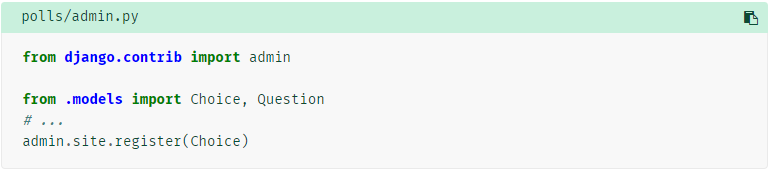 polls/admin.py
from django.contrib import admin
from .models import Choice, Question
# ...
admin.site.register(Choice)